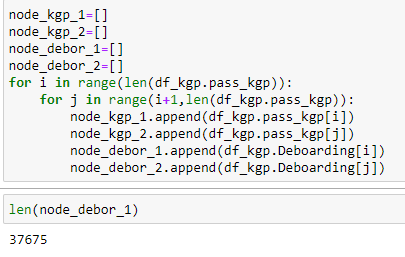 node_kgp_1=[]
node_kgp_2=[]
node_debor_1=[]
node_debor_2=[]
for i in range(len(df_kgp.pass_kgp)):
    for j in range(i+1,len(df_kgp.pass_kgp)):
        node_kgp_1.append(df_kgp.pass_kgp[i])
        node_kgp_2.append(df_kgp.pass_kgp[j])
        node_debor_1.append(df_kgp.Deboarding[i])
        node_debor_2.append(df_kgp.Deboarding[j])
len(node_debor_1)
37675